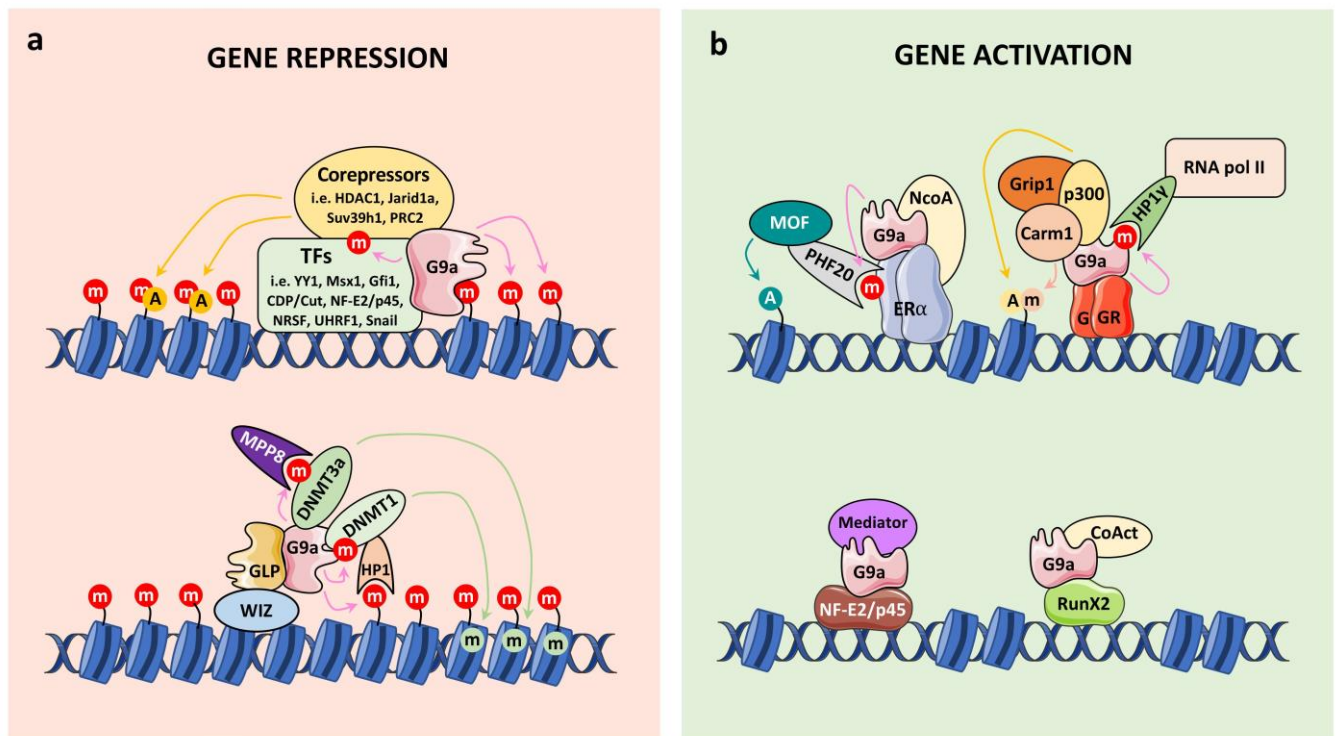 a
GENE REPRESSION
Corepressors
i.e. HDAC1, Jarid1a,
Suv39h1, PRC2
m
TFs
i.e. YY1, Msx1, Gfi1,
CDP/Cut, NF-E2/p45,
NRSF, UHRF1, Snail
G9a
m
m
A
m
A
m
m
m
m
MPP8
m
DNMT3a
DNMT1
GLP
G9a
m
HP1
WIZ
m
m
m
m
m
m
m
m
m
m
b
GENE ACTIVATION
MOF
PHF20
m
G9a
NcoA
ERα
A
Grip1
p300
Carm1
HP1γ
RNA pol II
m
G9a
A
m
G
GR
Mediator
G9a
NF-E2/p45
CoAct
G9a
RunX2